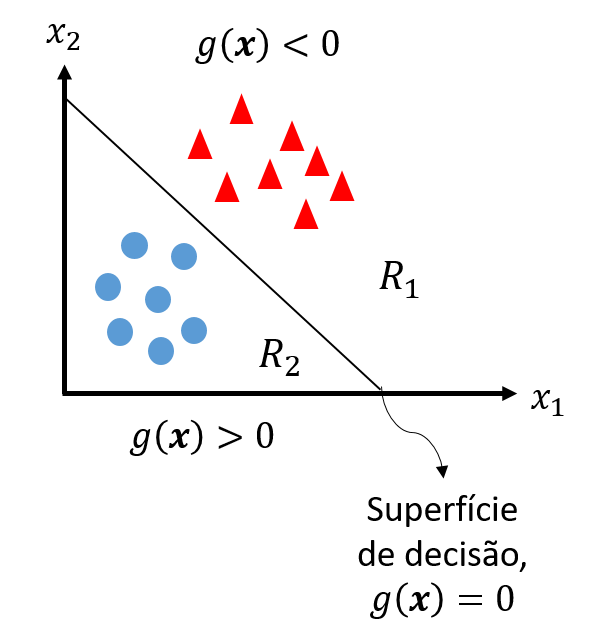 x₂
g(x) < 0
R₁
R₂
x₁
g(x) > 0
Superfície
de decisão,
g(x) = 0